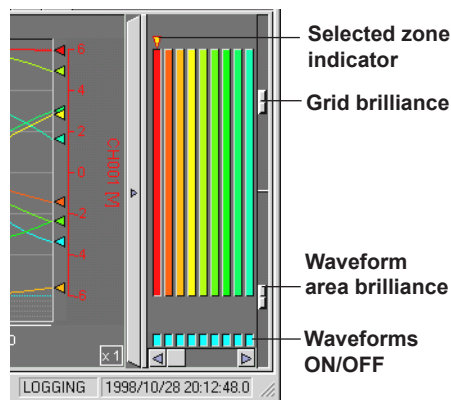 Selected zone
indicator
Grid brilliance
Waveform
area brilliance
Waveforms
ON/OFF
6
4
2
0
-2
-4
-6
CH001 [V]
0
x 1
LOGGING
1998/10/28 20:12:48.0